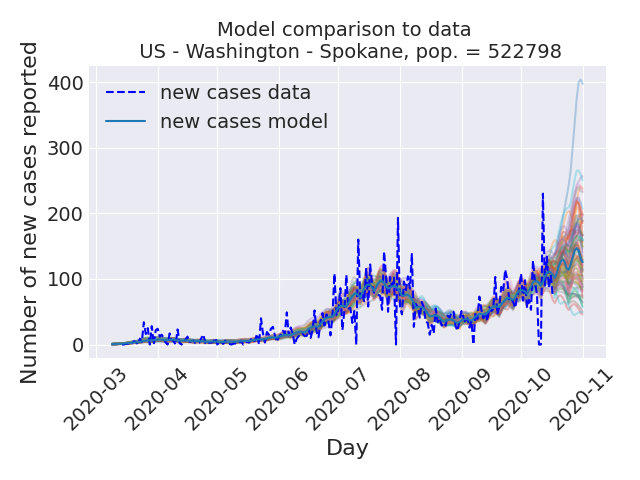 Model comparison to data
US - Washington - Spokane, pop. = 522798
Number of new cases reported
400
300
200
100
0
new cases data
new cases model
2020-03
2020-04
2020-05
2020-06
2020-07
2020-08
2020-09
2020-10
2020-11
Day